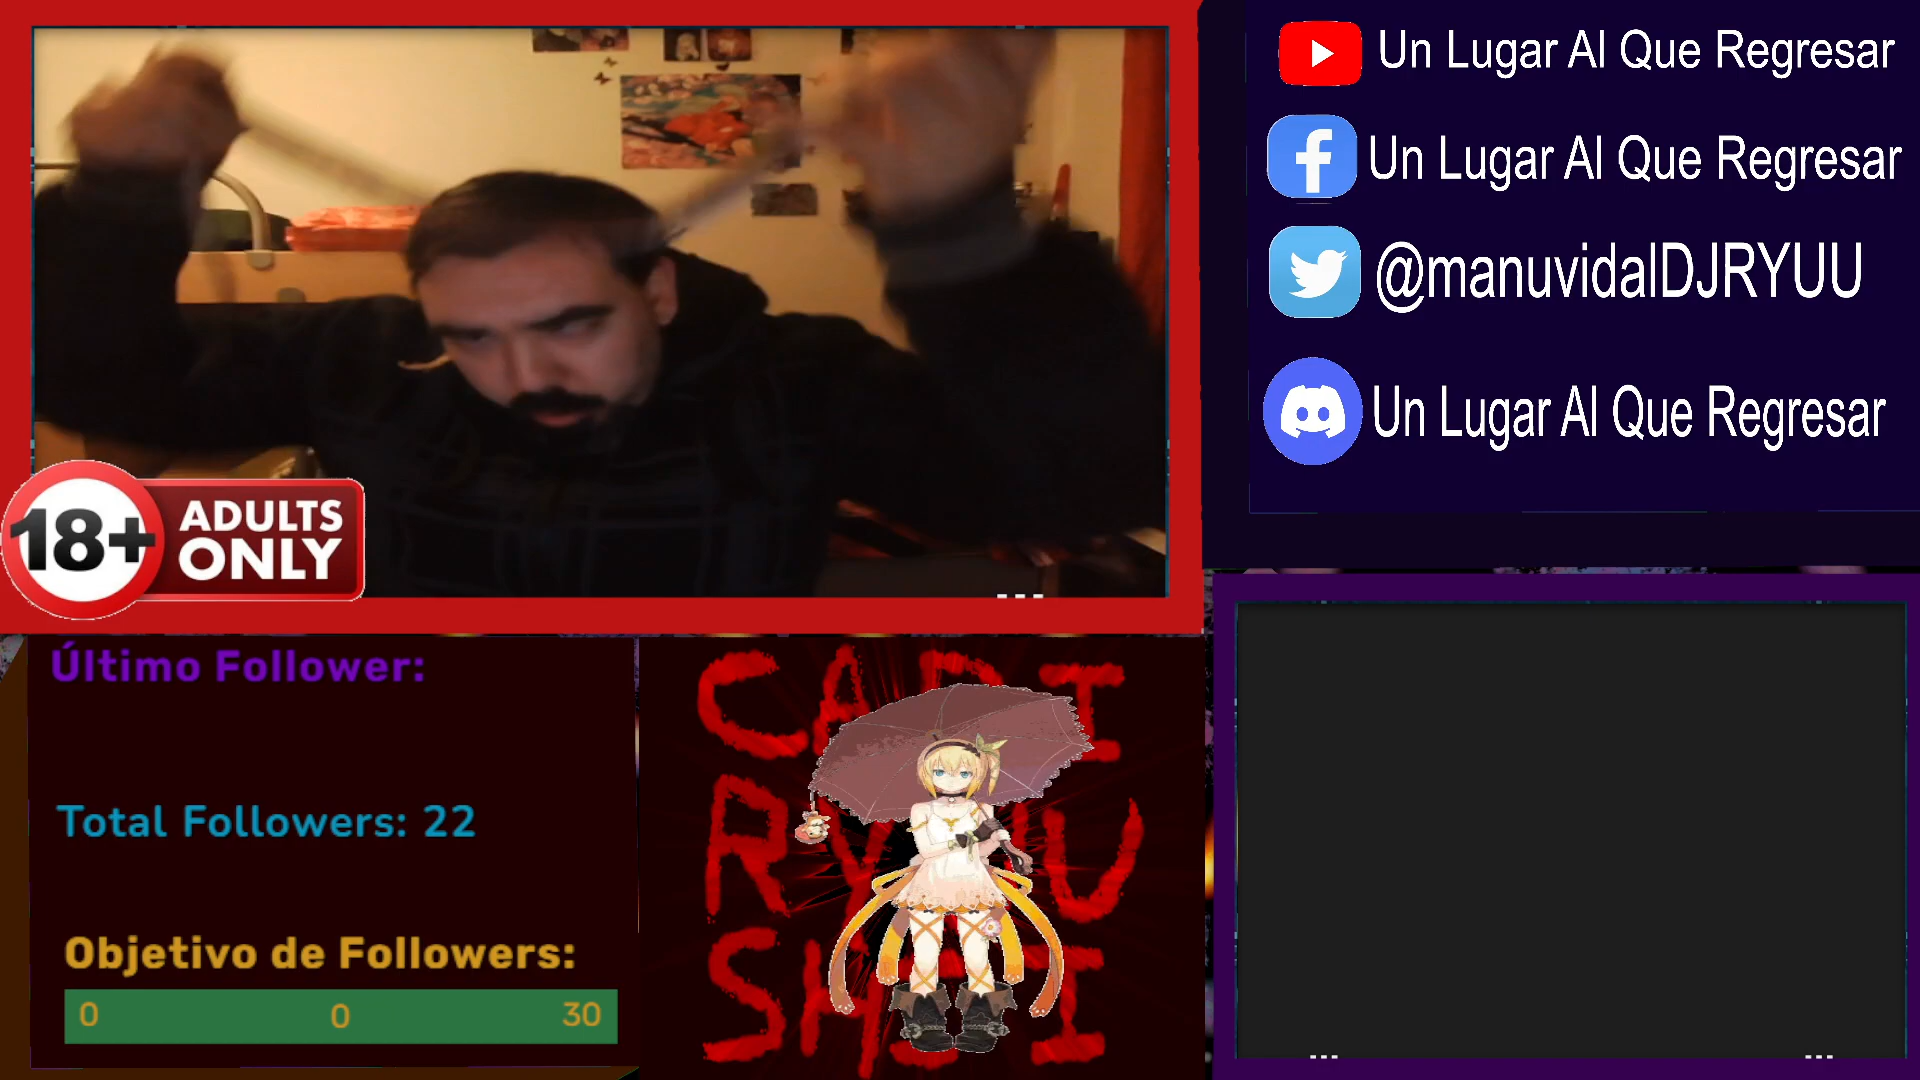 Un Lugar Al Que Regresar
Un Lugar Al Que Regresar
@manuvidalDJRYUU
Un Lugar Al Que Regresar
18+ ADULTS
ONLY
Último Follower:
Total Followers: 22
Objetivo de Followers:
0 0 30